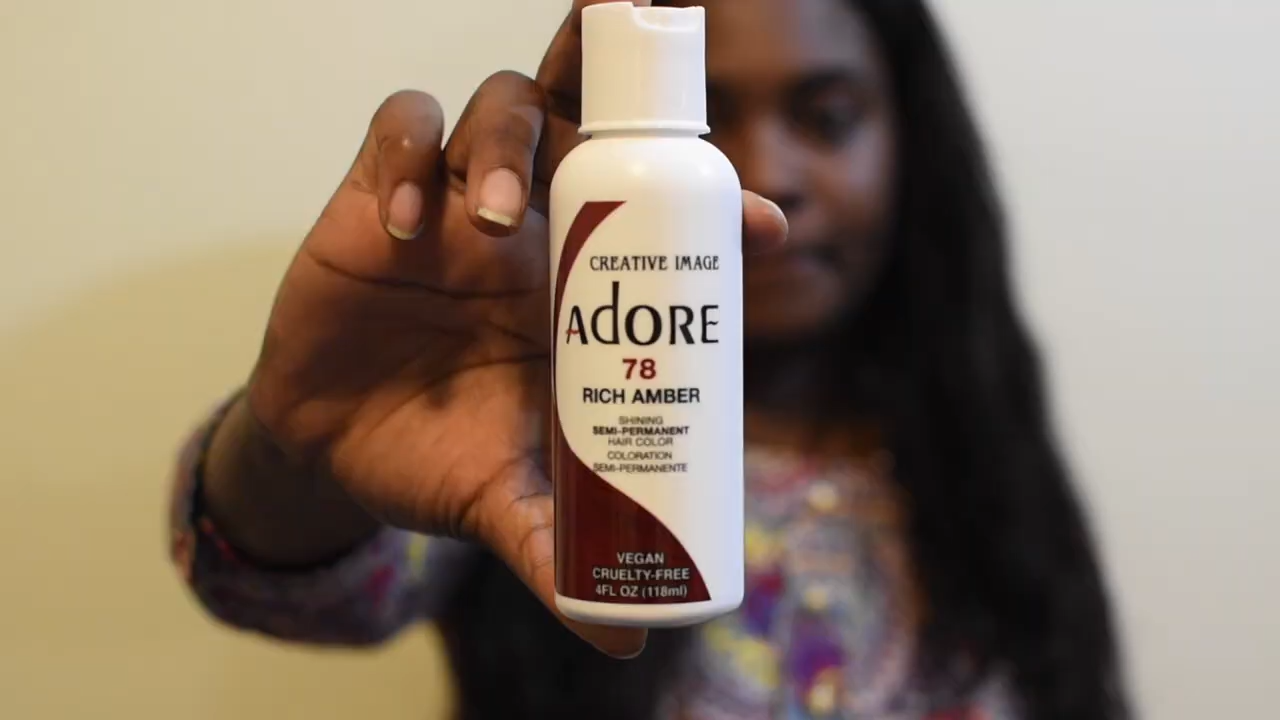 CREATIVE IMAGE
ADORE
78
RICH AMBER
SHINING
SEMI-PERMANENT
HAIR COLOR
COLORATION
SEMI-PERMANENTE
VEGAN
CRUELTY-FREE
4FL OZ (118ml)